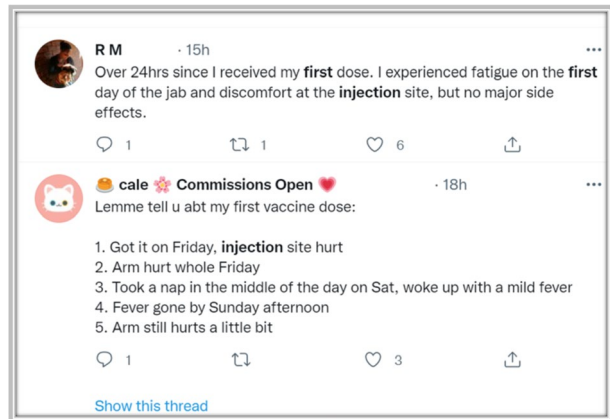 R M · 15h
Over 24hrs since I received my first dose. I experienced fatigue on the first
day of the jab and discomfort at the injection site, but no major side
effects.
1 1 6
🍮 cale 🌸 Commissions Open ❤️ · 18h
Lemme tell u abt my first vaccine dose:
1. Got it on Friday, injection site hurt
2. Arm hurt whole Friday
3. Took a nap in the middle of the day on Sat, woke up with a mild fever
4. Fever gone by Sunday afternoon
5. Arm still hurts a little bit
1 3
Show this thread